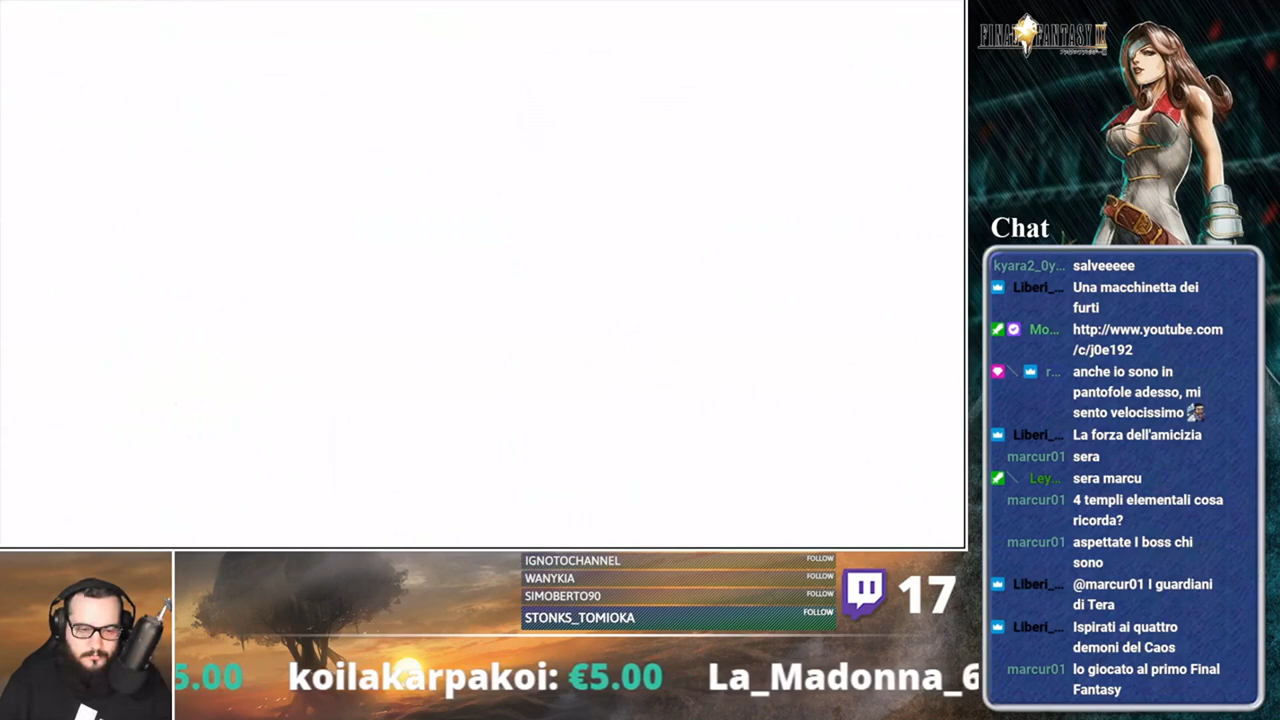 FINAL FANTASY IX
Chat
kyara2_0y... salveeeee
Liberi_... Una macchinetta dei
furti
Mo... http://www.youtube.com
/c/j0e192
r... anche io sono in
pantofole adesso, mi
sento velocissimo
Liberi_... La forza dell'amicizia
marcur01 sera
Ley... sera marcu
marcur01 4 templi elementali cosa
ricorda?
marcur01 aspettate I boss chi
sono
Liberi_... @marcur01 I guardiani
di Tera
Liberi_... Ispirati ai quattro
demoni del Caos
marcur01 Io giocato al primo Final
Fantasy
IGNOTOCHANNEL FOLLOW
WANYKIA FOLLOW
SIMOBERTO90 FOLLOW
STONKS_TOMIOKA FOLLOW
17
5.00 koilakarpakoi: €5.00 La_Madonna_6